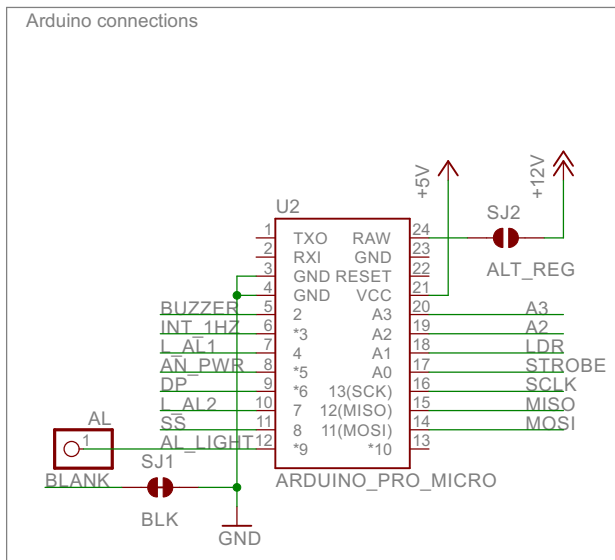 Arduino connections
+5V
+12V
U2
SJ2
ALT_REG
1 TXO RAW 24
2 RXI GND 23
3 GND RESET 22
4 GND VCC 21
BUZZER 5 2 A3 20 A3
INT_1HZ 6 *3 A2 19 A2
L_AL1 7 4 A1 18 LDR
AN_PWR 8 *5 A0 17 STROBE
DP 9 *6 13(SCK) 16 SCLK
L_AL2 10 7 12(MISO) 15 MISO
SS 11 8 11(MOSI) 14 MOSI
AL_LIGHT 12 *9 *10 13
AL
1
SJ1
BLANK
BLK
ARDUINO_PRO_MICRO
GND